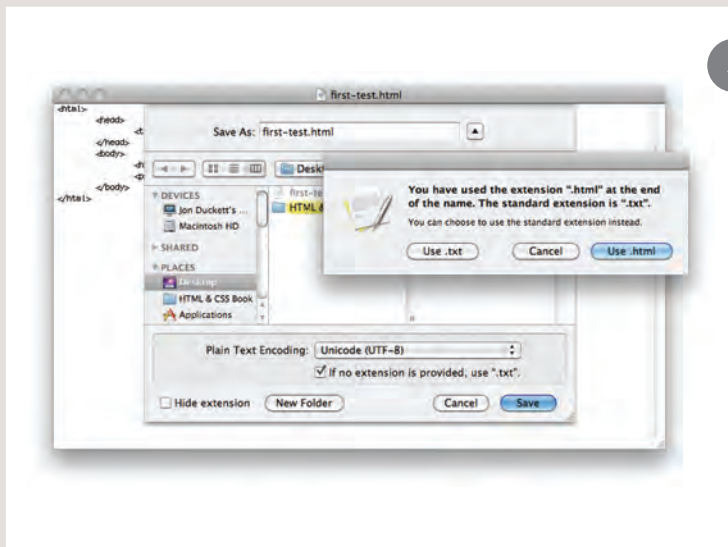 first-test.html
<html>
<head>
<t
</head>
<body>
<h
<p
</body>
</html>
Save As: first-test.html
Deskt
DEVICES
Jon Duckett's ...
Macintosh HD
SHARED
PLACES
Desktop
HTML & CSS Book
Applications
first-te
HTML &
You have used the extension ".html" at the end
of the name. The standard extension is ".txt".
You can choose to use the standard extension instead.
Use .txt
Cancel
Use .html
Plain Text Encoding: Unicode (UTF-8)
If no extension is provided, use ".txt".
Hide extension
New Folder
Cancel
Save